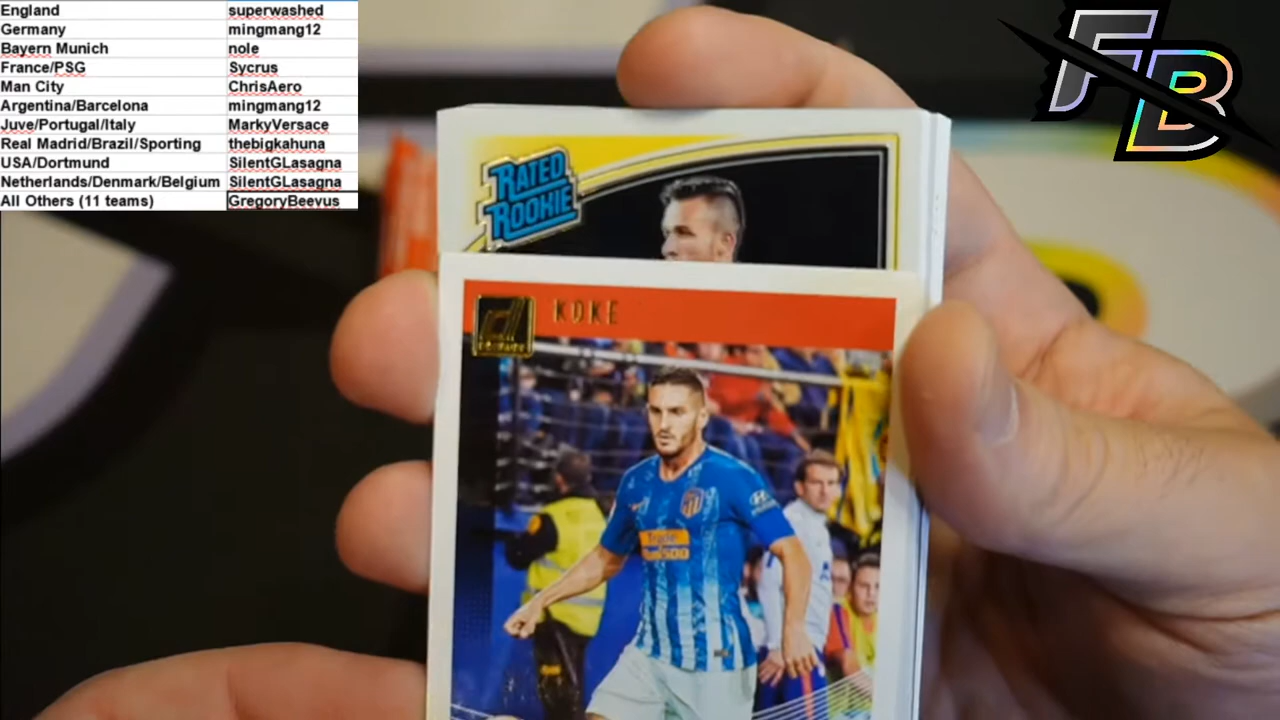 England superwashed
Germany mingmang12
Bayern Munich nole
France/PSG Sycrus
Man City ChrisAero
Argentina/Barcelona mingmang12
Juve/Portugal/Italy MarkyVersace
Real Madrid/Brazil/Sporting thebigkahuna
USA/Dortmund SilentGLasagna
Netherlands/Denmark/Belgium SilentGLasagna
All Others (11 teams) GregoryBeevus
FB
RATED
ROOKIE
KOKE